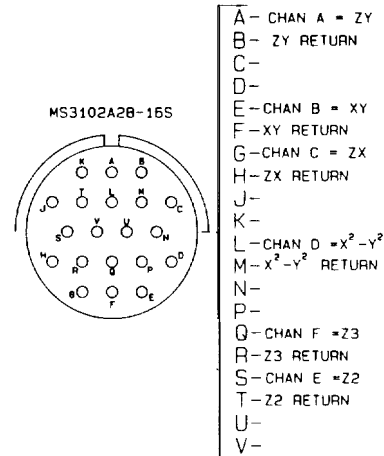 MS3102A28-16S
K A B
J T L M C
S V U N
H R Q P D
G F E
A- CHAN A = ZY
B- ZY RETURN
C-
D-
E- CHAN B = XY
F- XY RETURN
G- CHAN C = ZX
H- ZX RETURN
J-
K-
L- CHAN D = X²-Y²
M- X²-Y² RETURN
N-
P-
Q- CHAN F = Z3
R- Z3 RETURN
S- CHAN E = Z2
T- Z2 RETURN
U-
V-